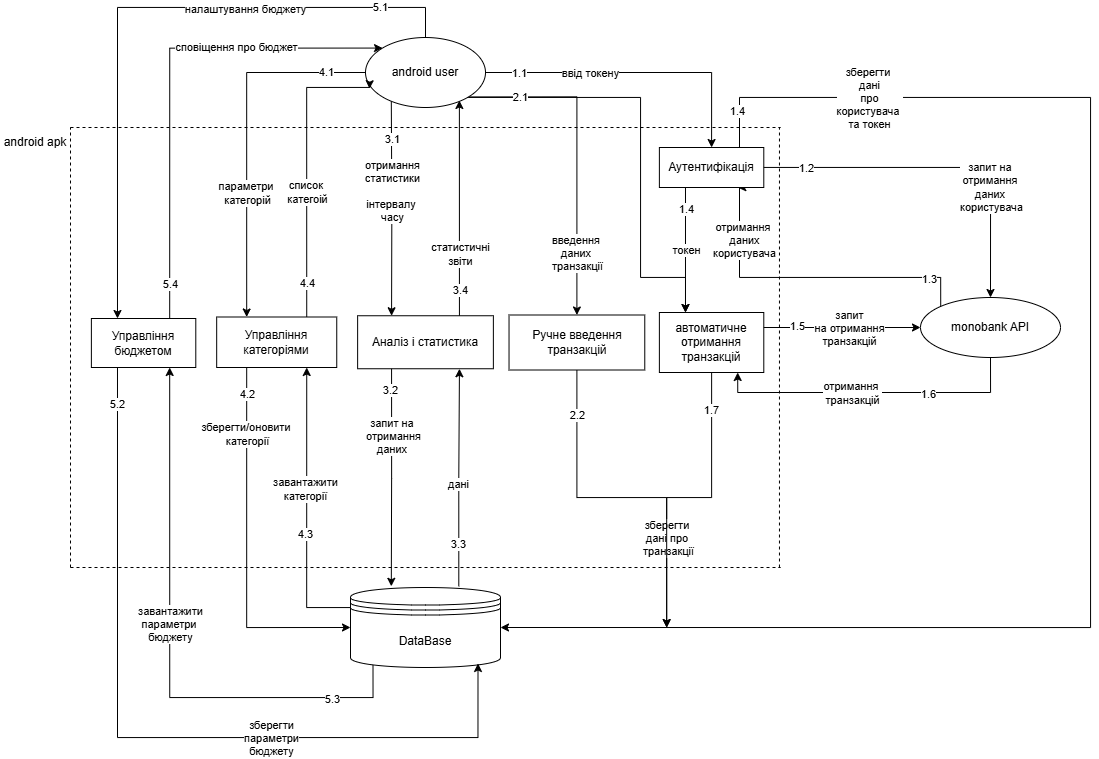 5.1
налаштування бюджету
сповіщення про бюджет
4.1
android user
1.1
ввід токену
2.1
зберегти
дані
про
користувача
та токен
1.4
android apk
3.1
отримання
статистики
інтервалу
часу
Аутентифікація
1.2
запит на
отримання
даних
користувача
параметри
категорій
список
категоій
1.4
токен
отримання
даних
користувача
статистичні
звіти
введення
даних
транзакції
5.4
4.4
3.4
1.3
Управління
бюджетом
Управління
категоріями
Аналіз і статистика
Ручне введення
транзакцій
автоматичне
отримання
транзакцій
1.5
запит
на отримання
транзакцій
monobank API
5.2
4.2
3.2
2.2
1.7
отримання
транзакцій
1.6
зберегти/оновити
категорії
запит на
отримання
даних
завантажити
категорії
дані
4.3
3.3
зберегти
дані про
транзакції
завантажити
параметри
бюджету
DataBase
5.3
зберегти
параметри
бюджету